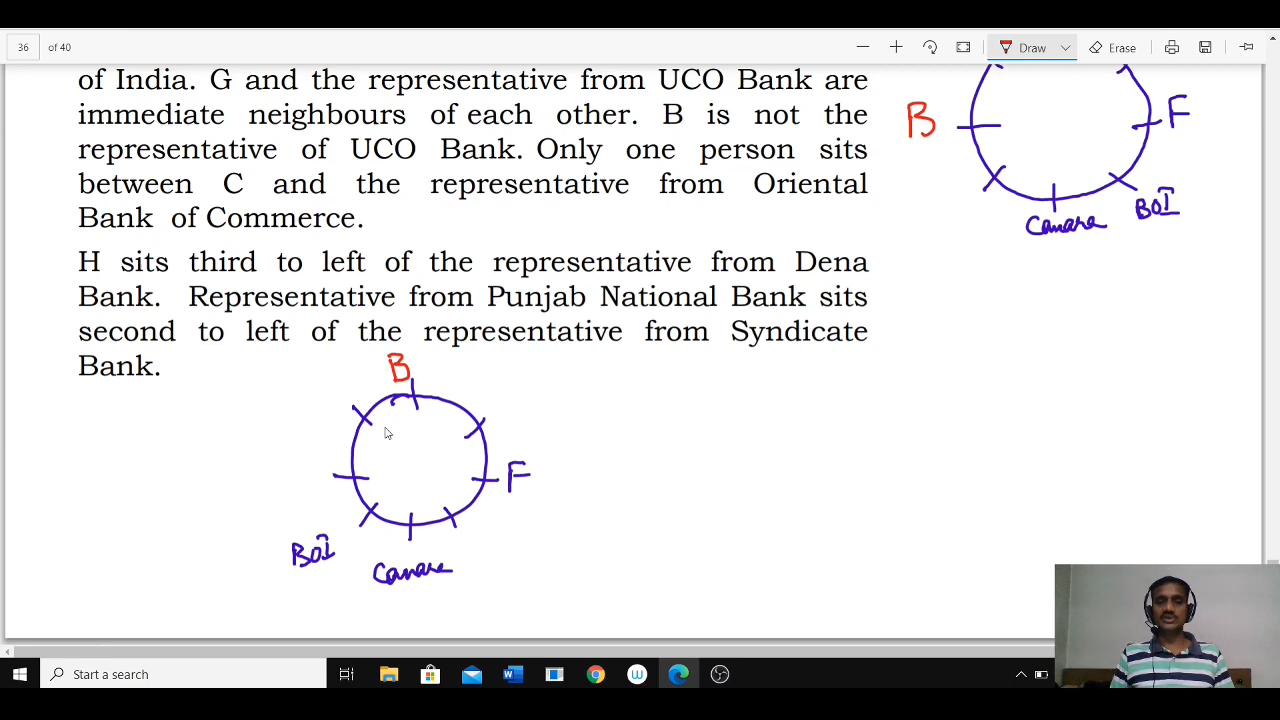 36 of 40
Draw
Erase
of India. G and the representative from UCO Bank are
immediate neighbours of each other. B is not the
representative of UCO Bank. Only one person sits
between C and the representative from Oriental
Bank of Commerce.
H sits third to left of the representative from Dena
Bank. Representative from Punjab National Bank sits
second to left of the representative from Syndicate
Bank.
B
F
BOI
Canara
B
F
BOI
Canara
Start a search